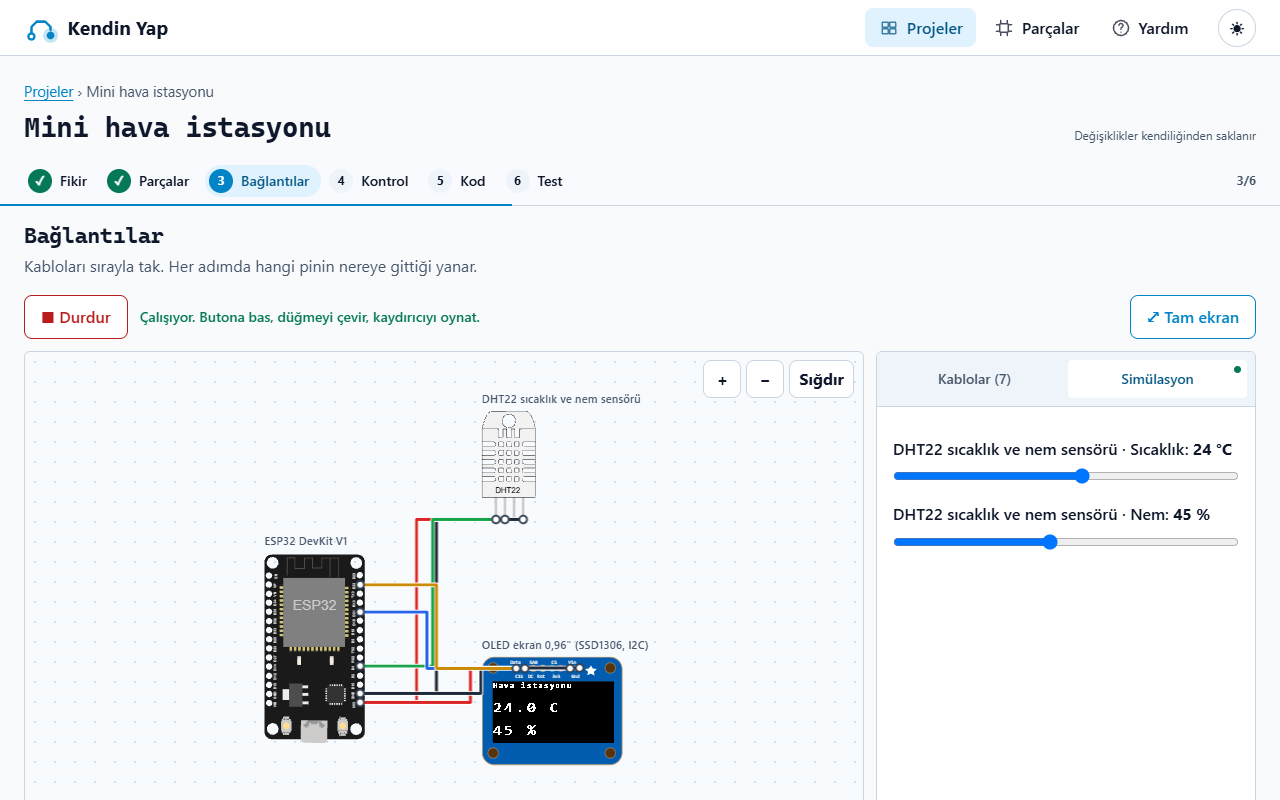 Kendin Yap
Projeler
Parçalar
Yardım
Projeler › Mini hava istasyonu
Mini hava istasyonu
Değişiklikler kendiliğinden saklanır
Fikir
Parçalar
3 Bağlantılar
4 Kontrol
5 Kod
6 Test
3/6
Bağlantılar
Kabloları sırayla tak. Her adımda hangi pinin nereye gittiği yanar.
Durdur
Çalışıyor. Butona bas, düğmeyi çevir, kaydırıcıyı oynat.
Tam ekran
+
−
Sığdır
Kablolar (7)
Simülasyon
DHT22 sıcaklık ve nem sensörü · Sıcaklık: 24 °C
DHT22 sıcaklık ve nem sensörü · Nem: 45 %
DHT22 sıcaklık ve nem sensörü
DHT22
ESP32 DevKit V1
ESP32
OLED ekran 0,96″ (SSD1306, I2C)
Data SA0 CS Vin
Hava istasyonu
24.0 C
45 %